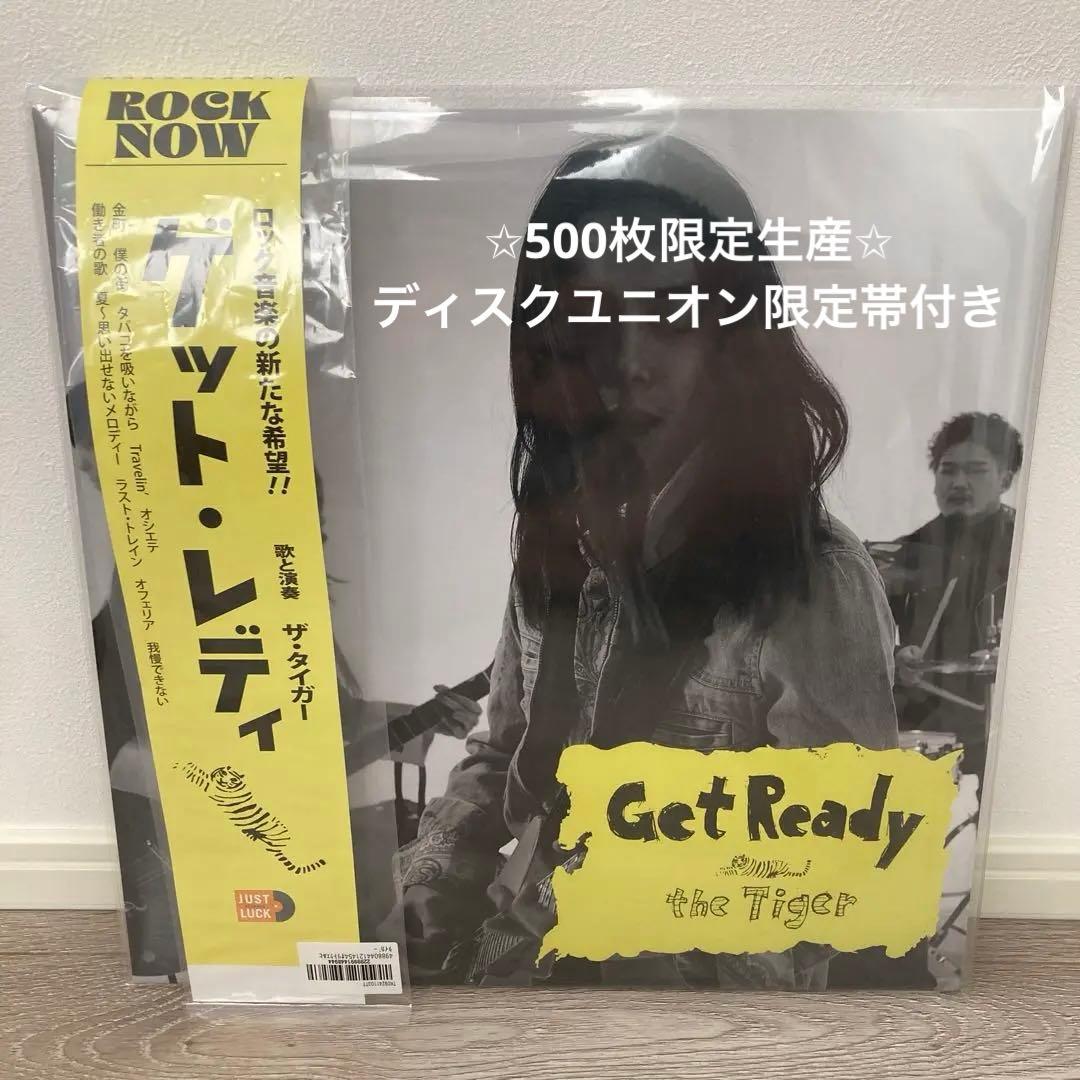 ROCK
NOW
ロック音楽の新たな希望!!
歌と演奏 ザ・タイガー
ゲット・レディ
金町 僕の街 タバコを吸いながら Travelin、 オシエテ
働き者の歌 夏〜思い出せないメロディー ラスト・トレイン オフェリア 我慢できない
JUST
LUCK
☆500枚限定生産☆
ディスクユニオン限定帯付き
Get Ready
the Tiger